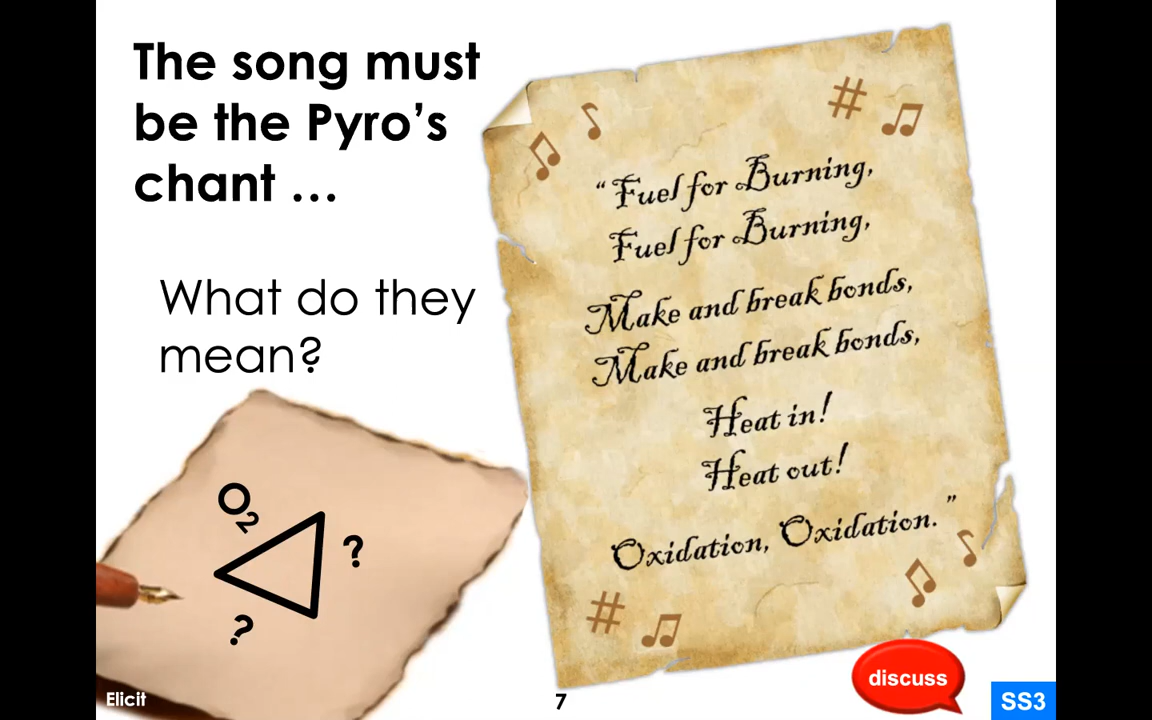 The song must
be the Pyro’s
chant …
What do they
mean?
“Fuel for Burning,
Fuel for Burning,
Make and break bonds,
Make and break bonds,
Heat in!
Heat out!
Oxidation, Oxidation.”
O2
?
?
discuss
Elicit
7
SS3